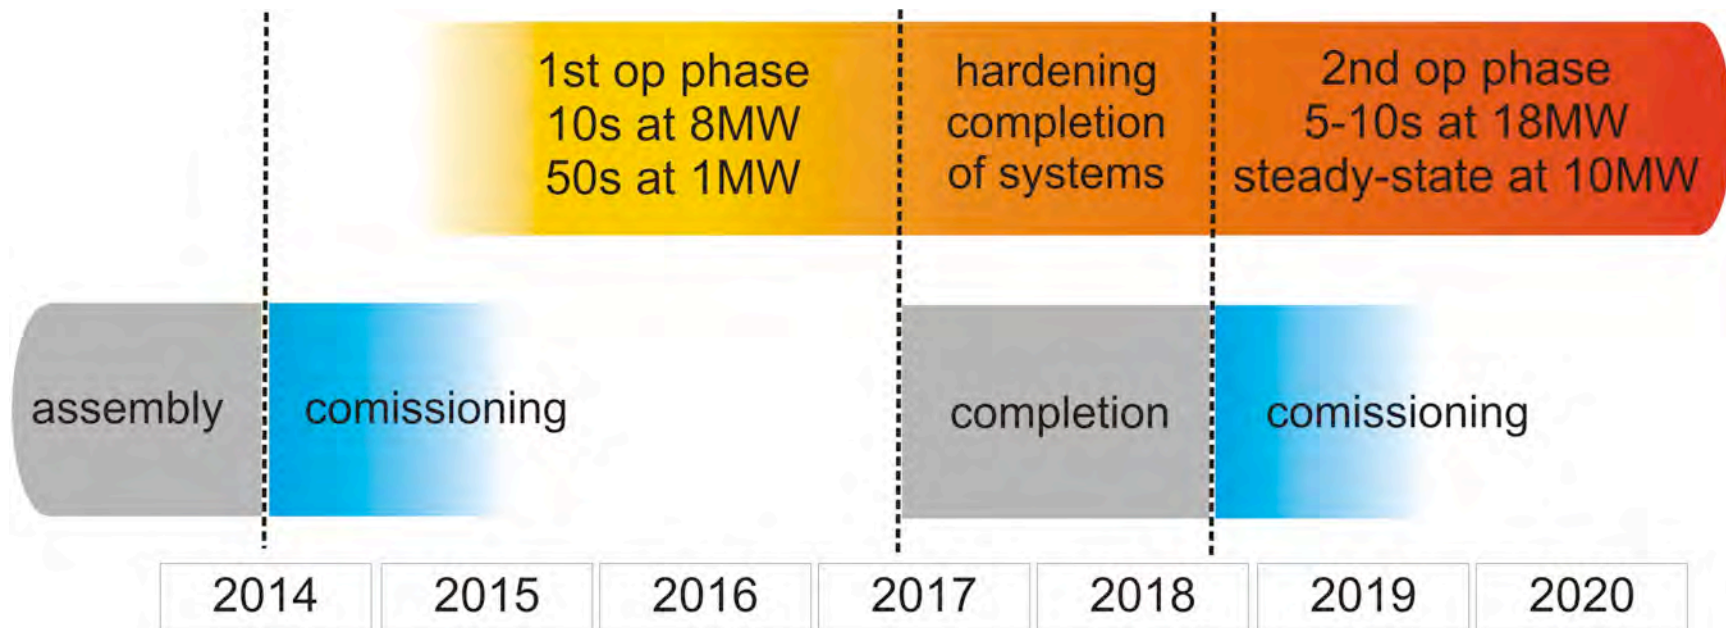 1st op phase
10s at 8MW
50s at 1MW
hardening
completion
of systems
2nd op phase
5-10s at 18MW
steady-state at 10MW
assembly
comissioning
completion
comissioning
2014
2015
2016
2017
2018
2019
2020